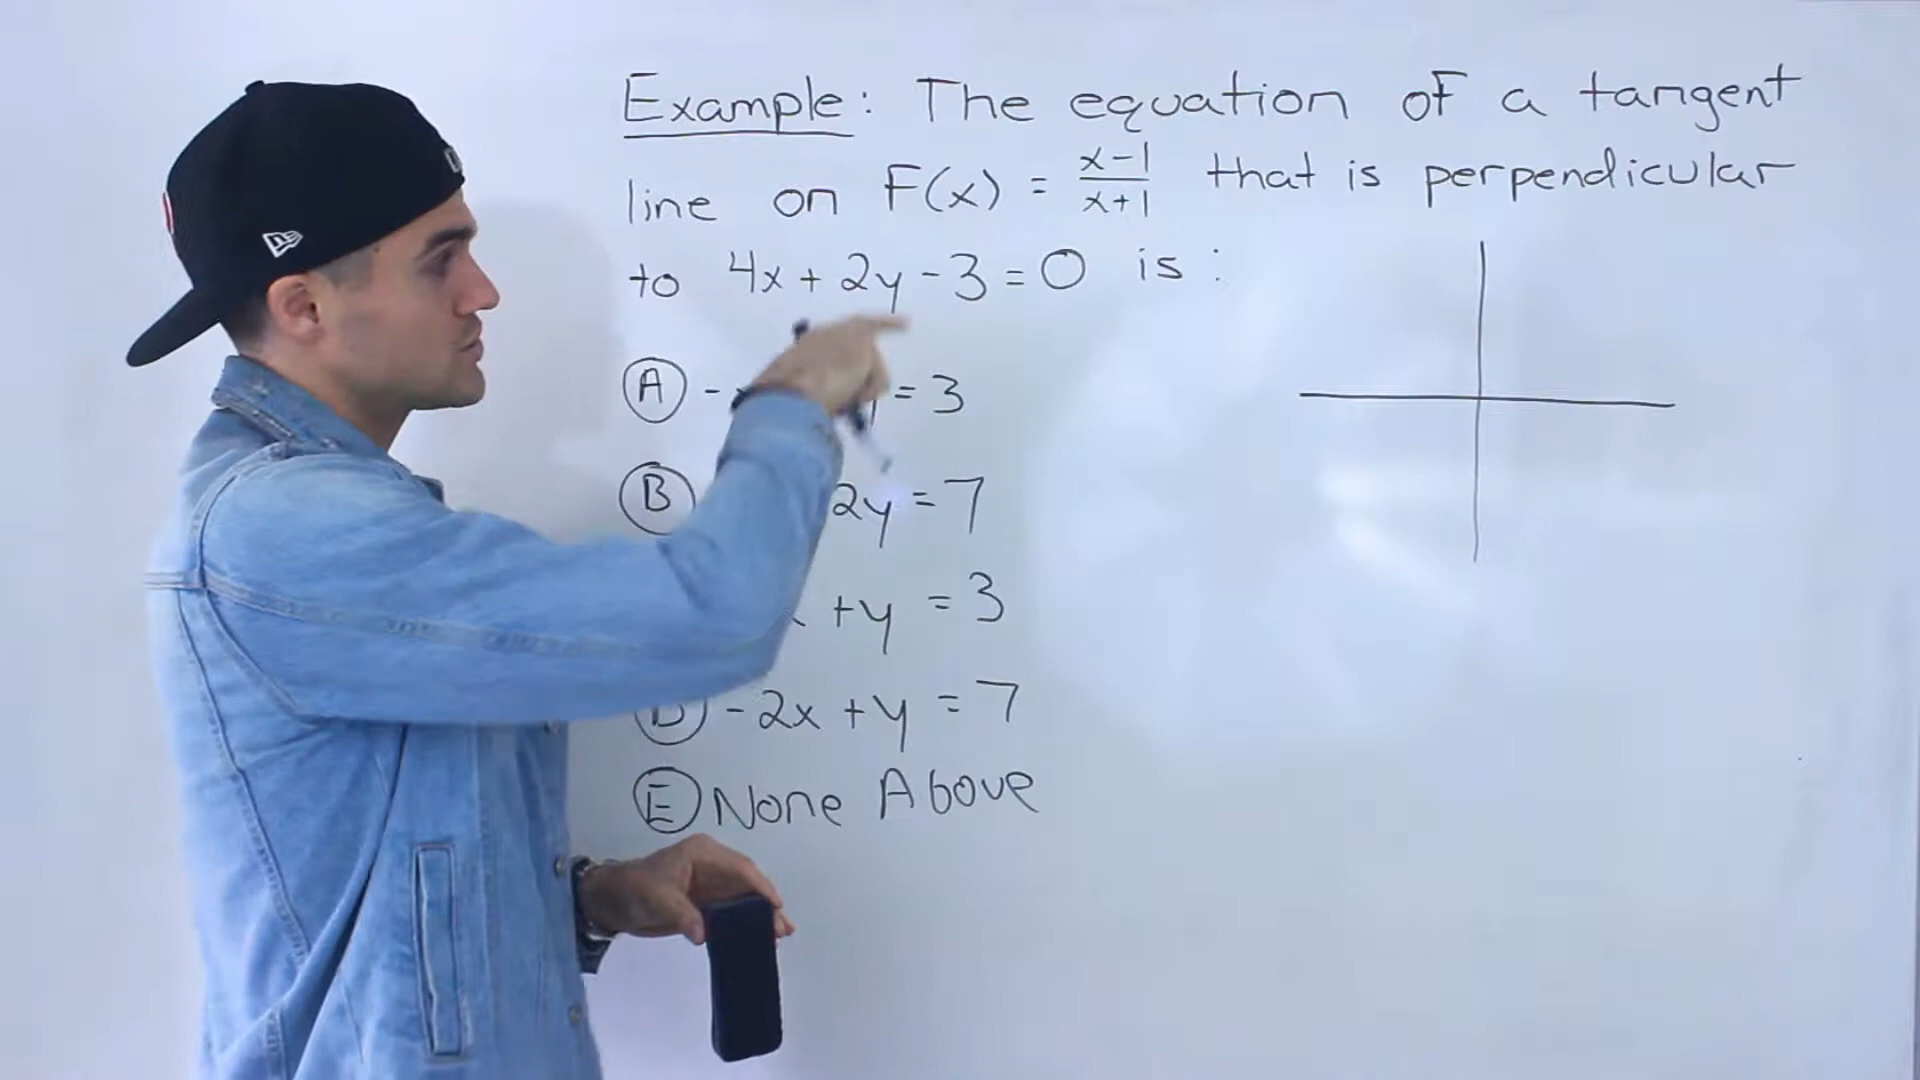 Example: The equation of a tangent
line on F(x) = x-1/x+1 that is perpendicular
to 4x + 2y - 3 = 0 is :
A - = 3
B 2y = 7
+y = 3
D -2x + y = 7
E None Above